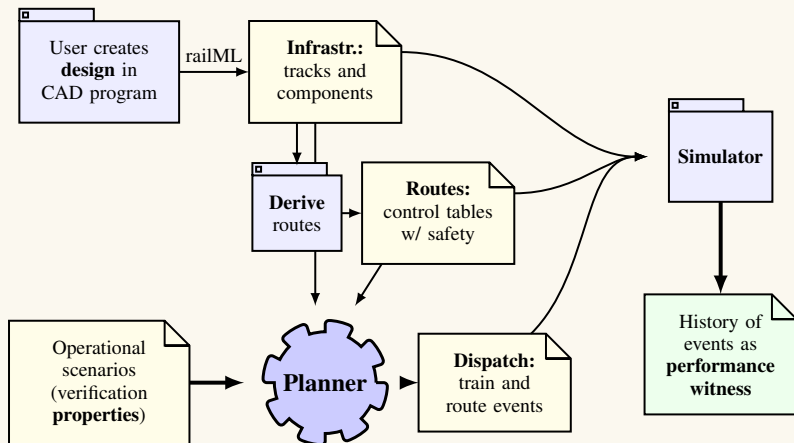 User creates
design in
CAD program
railML
Infrastr.:
tracks and
components
Derive
routes
Routes:
control tables
w/ safety
Simulator
Operational
scenarios
(verification
properties)
Planner
Dispatch:
train and
route events
History of
events as
performance
witness